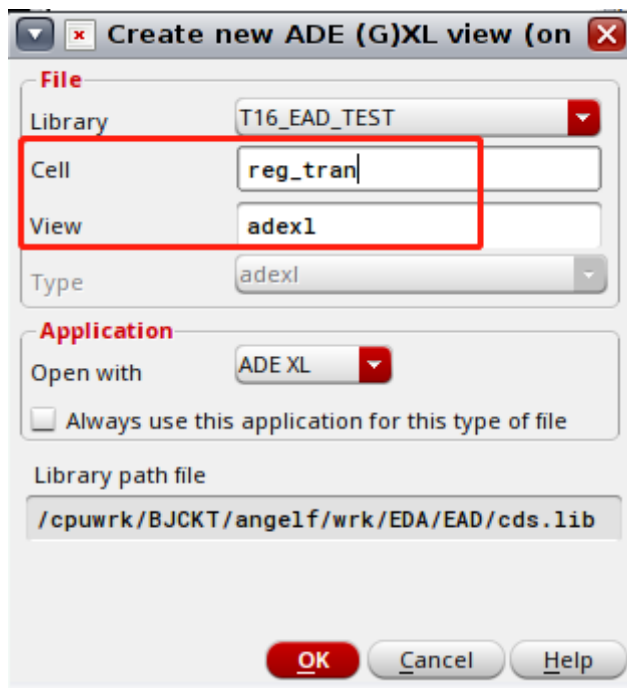 Create new ADE (G)XL view (on
File
Library T16_EAD_TEST
Cell reg_tran
View adexl
Type adexl
Application
Open with ADE XL
Always use this application for this type of file
Library path file
/cpuwrk/BJCKT/angelf/wrk/EDA/EAD/cds.lib
OK Cancel Help